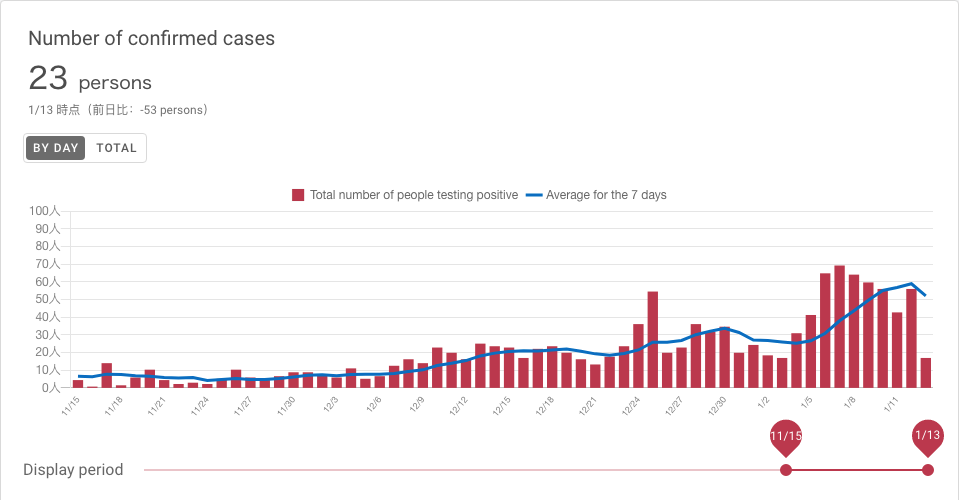 Number of confirmed cases
23 persons
1/13 時点（前日比：-53 persons）
BY DAY TOTAL
Total number of people testing positive Average for the 7 days
100人
90人
80人
70人
60人
50人
40人
30人
20人
10人
0人
11/15 11/18 11/21 11/24 11/27 11/30 12/3 12/6 12/9 12/12 12/15 12/18 12/21 12/24 12/27 12/30 1/2 1/5 1/8 1/11
11/15 1/13
Display period